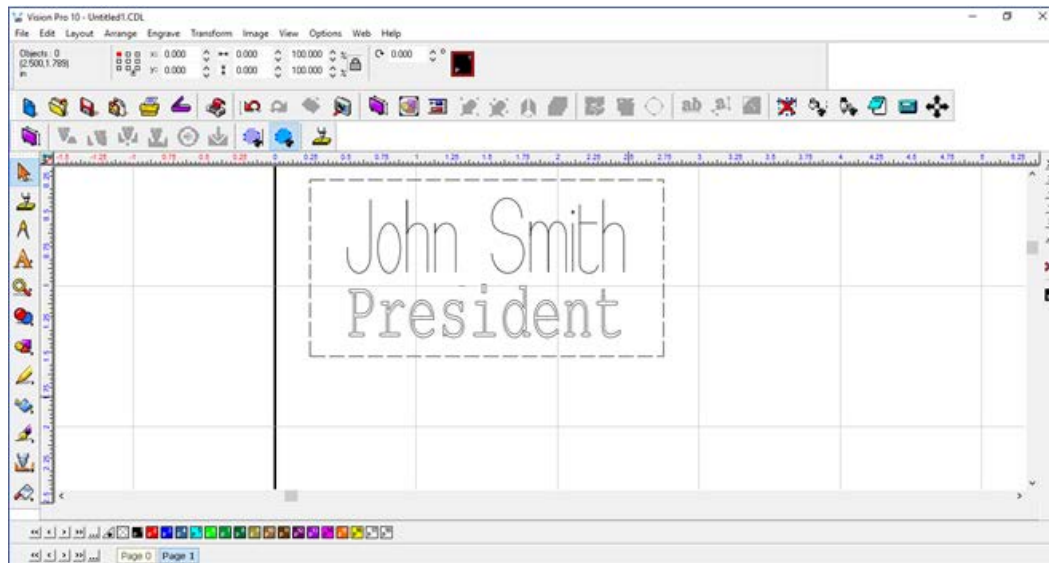 Vision Pro 10 - Untitled1.CDL
File Edit Layout Arrange Engrave Transform Image View Options Web Help
Objects : 0
(2.500,1.789)
in
x: 0.000 0.000 100.000 % 0.000 °
y: 0.000 0.000 100.000 %
ab
John Smith
President
Page 0 Page 1